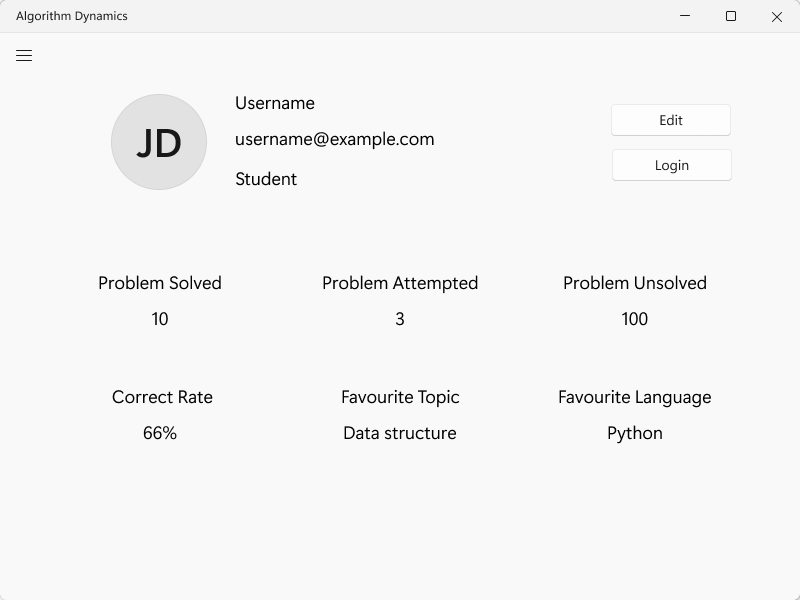 Algorithm Dynamics
JD
Username
username@example.com
Student
Edit
Login
Problem Solved
Problem Attempted
Problem Unsolved
10
3
100
Correct Rate
Favourite Topic
Favourite Language
66%
Data structure
Python